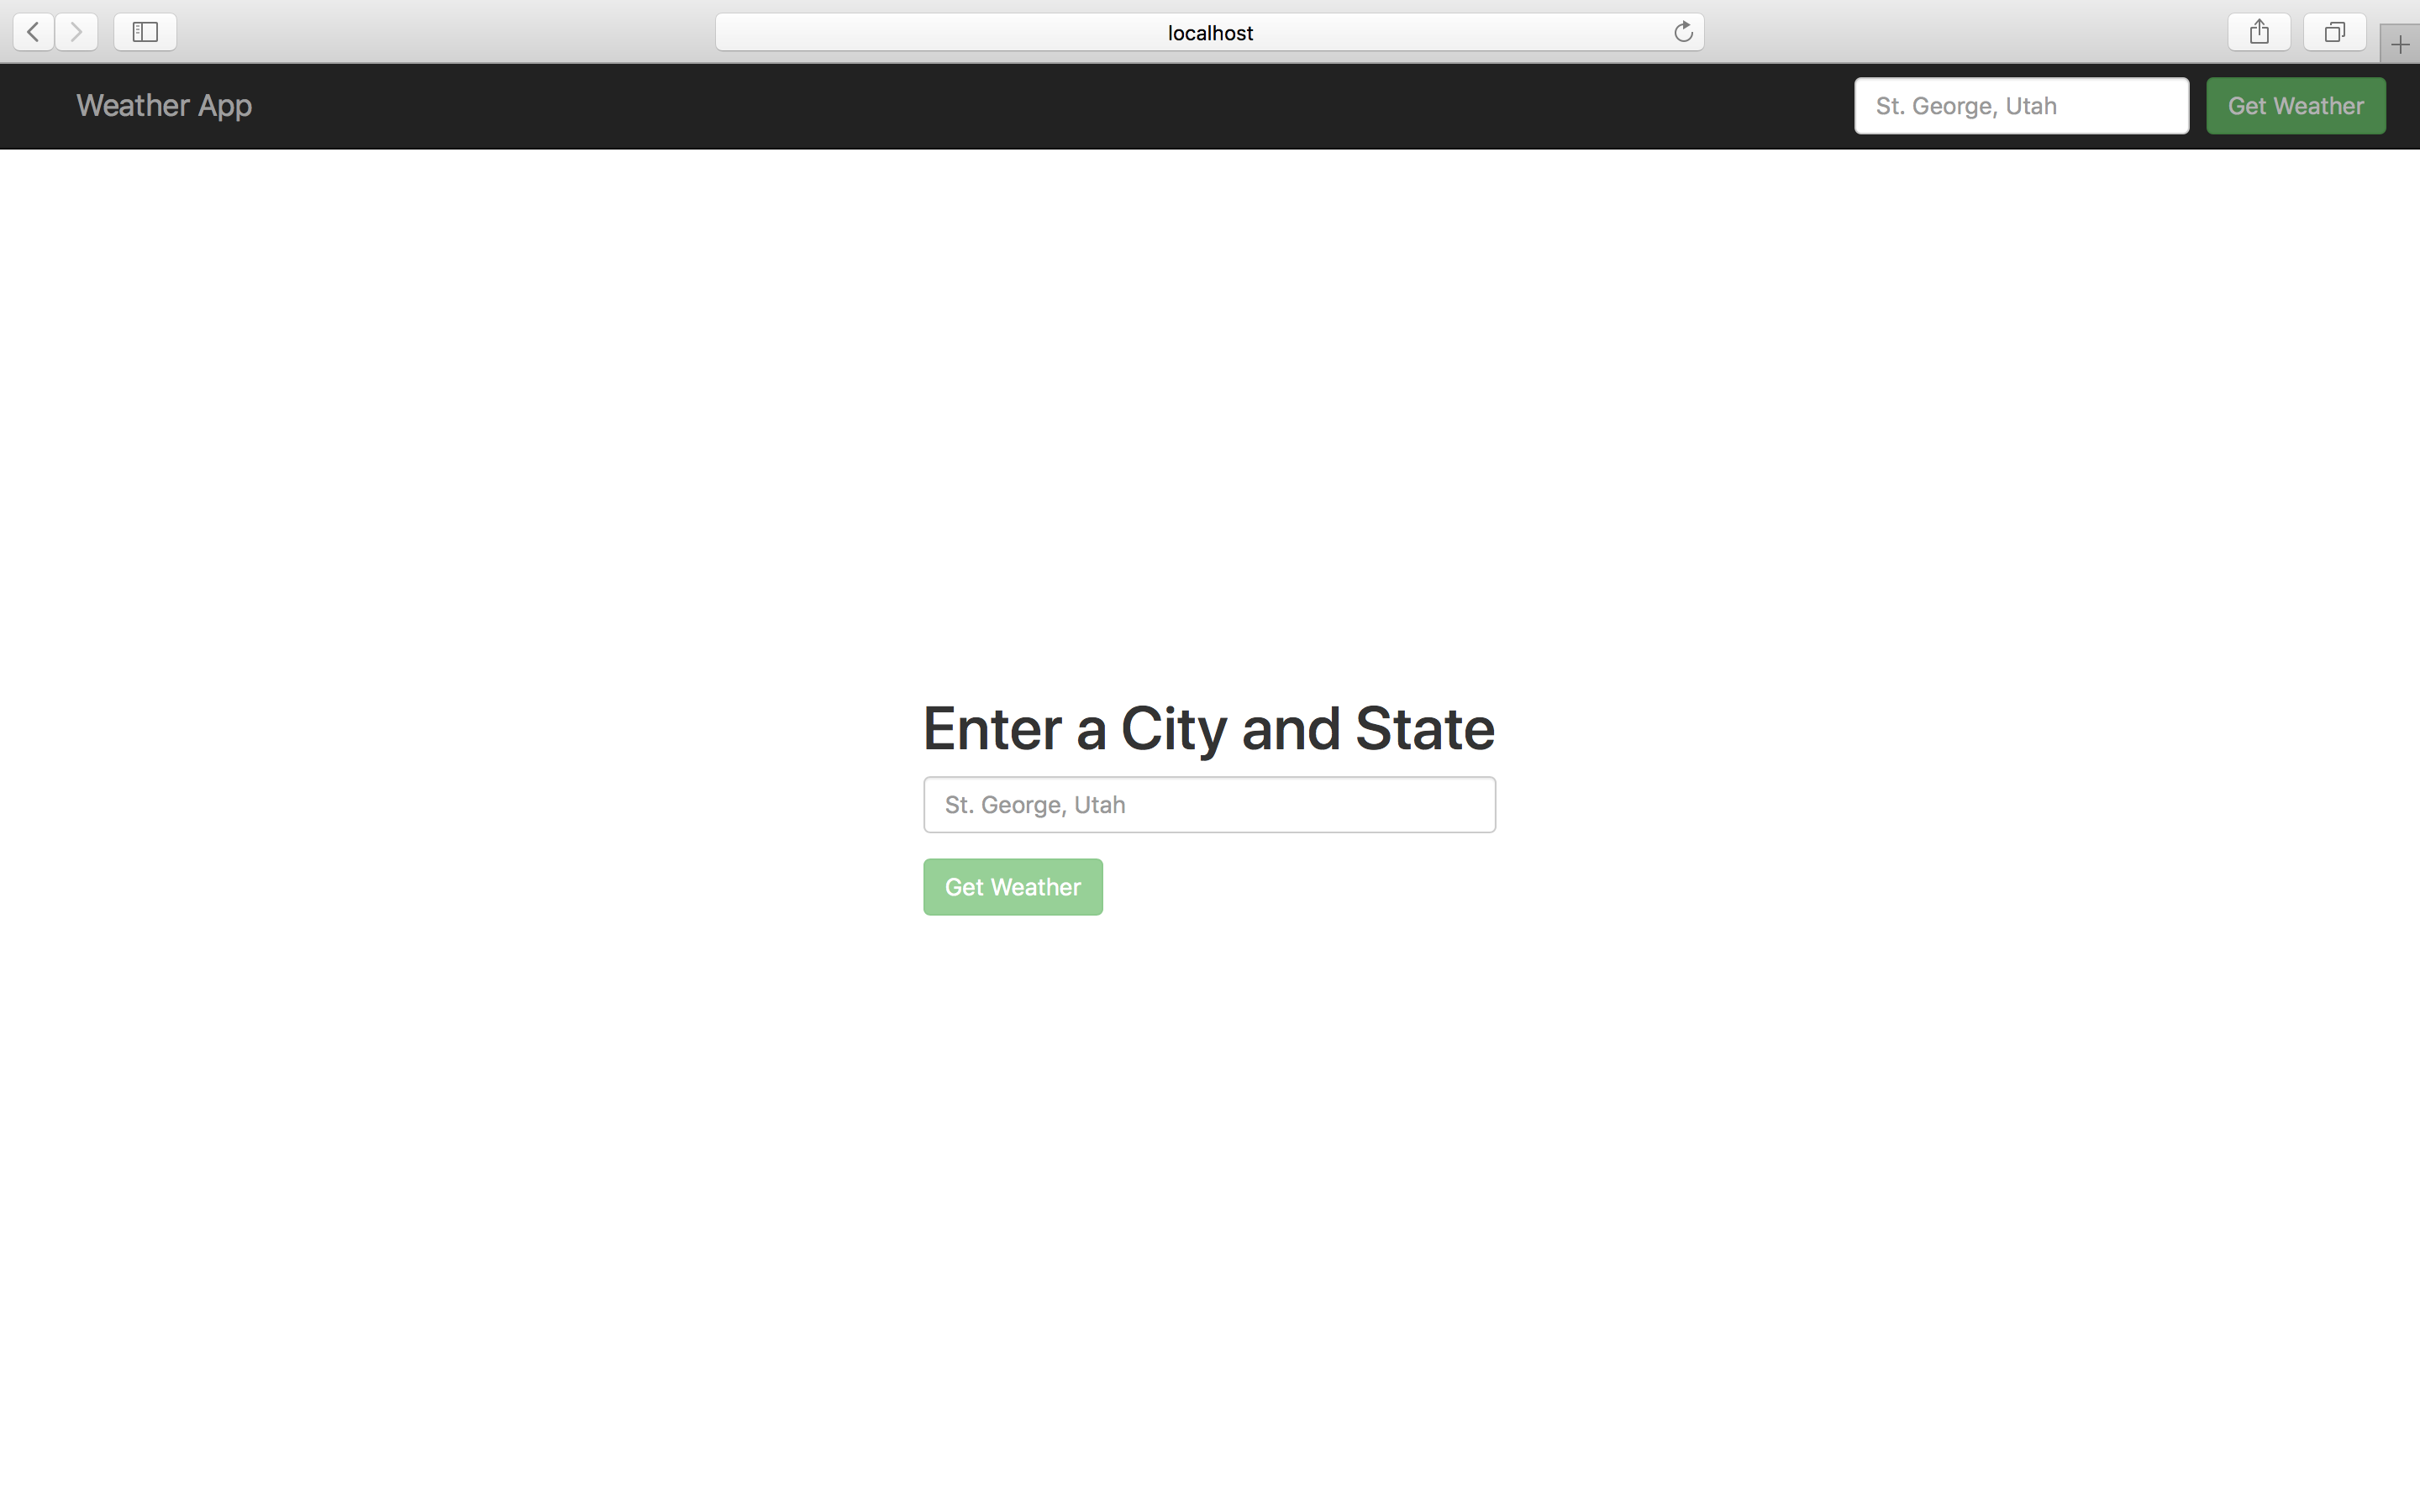 localhost
Weather App
St. George, Utah
Get Weather
Enter a City and State
St. George, Utah
Get Weather